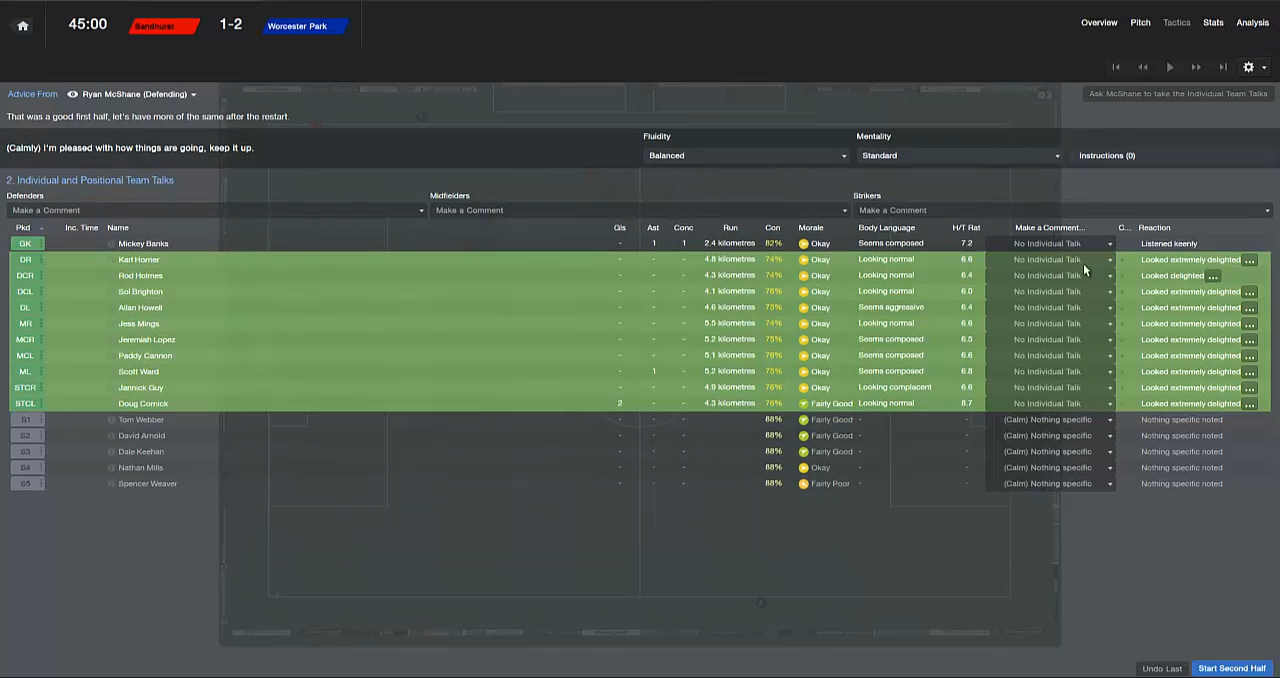 45:00 Bandhurst 1-2 Worcester Park Overview Pitch Tactics Stats Analysis
Advice From Ryan McShane (Defending) Ask McShane to take the Individual Team Talks
That was a good first half, let's have more of the same after the restart.
Fluidity Mentality
(Calmly) I'm pleased with how things are going, keep it up.
Balanced Standard Instructions (0)
2. Individual and Positional Team Talks
Defenders Midfielders Strikers
Make a Comment Make a Comment Make a Comment
Pkd Inc. Time Name Gls Ast Conc Run Con Morale Body Language H/T Rat Make a Comment... C... Reaction
GK Mickey Banks - 1 1 2.4 kilometres 82% Okay Seems composed 7.2 No Individual Talk Listened keenly
DR Karl Horner - - - 4.8 kilometres 74% Okay Looking normal 6.6 No Individual Talk Looked extremely delighted ...
DCR Rod Holmes - - - 4.3 kilometres 74% Okay Looking normal 6.4 No Individual Talk Looked delighted ...
DCL Sol Brighton - - - 4.1 kilometres 76% Okay Looking normal 6.0 No Individual Talk Looked extremely delighted ...
DL Allan Howell - - - 4.6 kilometres 75% Okay Seems aggressive 6.4 No Individual Talk Looked extremely delighted ...
MR Jess Mings - - - 5.5 kilometres 74% Okay Looking normal 6.6 No Individual Talk Looked extremely delighted ...
MCR Jeremiah Lopez - - - 5.2 kilometres 75% Okay Seems composed 6.5 No Individual Talk Looked extremely delighted ...
MCL Paddy Cannon - - - 5.1 kilometres 76% Okay Seems composed 6.6 No Individual Talk Looked extremely delighted ...
ML Scott Ward - 1 - 5.2 kilometres 75% Okay Seems composed 6.8 No Individual Talk Looked extremely delighted ...
STCR Jannick Guy - - - 4.9 kilometres 76% Okay Looking complacent 6.6 No Individual Talk Looked extremely delighted ...
STCL Doug Cornick 2 - - 4.3 kilometres 76% Fairly Good Looking normal 8.7 No Individual Talk Looked extremely delighted ...
S1 Tom Webber - - - 88% Fairly Good - - (Calm) Nothing specific Nothing specific noted
S2 David Arnold - - - 88% Fairly Good - - (Calm) Nothing specific Nothing specific noted
S3 Dale Keehan - - - 88% Fairly Good - - (Calm) Nothing specific Nothing specific noted
S4 Nathan Mills - - - 88% Okay - - (Calm) Nothing specific Nothing specific noted
S5 Spencer Weaver - - - 88% Fairly Poor - - (Calm) Nothing specific Nothing specific noted
Undo Last Start Second Half